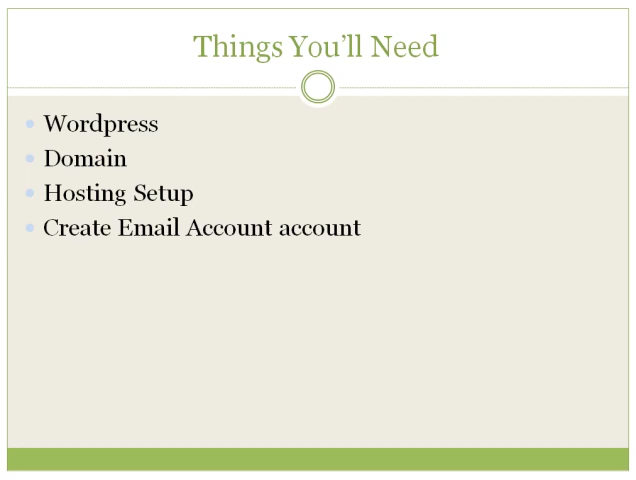 Things You’ll Need
Wordpress
Domain
Hosting Setup
Create Email Account account